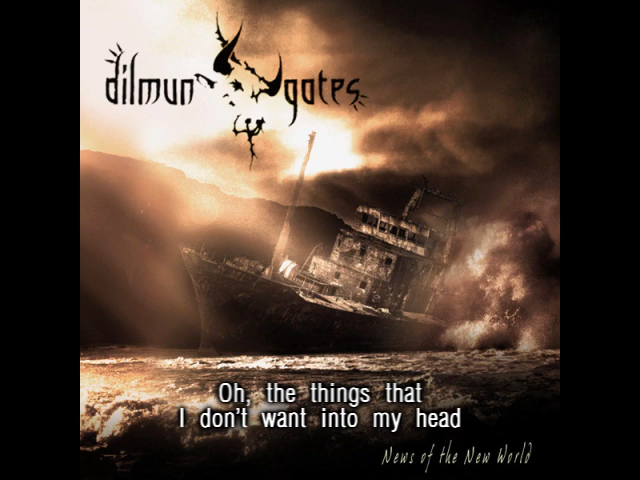 dilmun gates
Oh, the things that
I don't want into my head
News of the New World